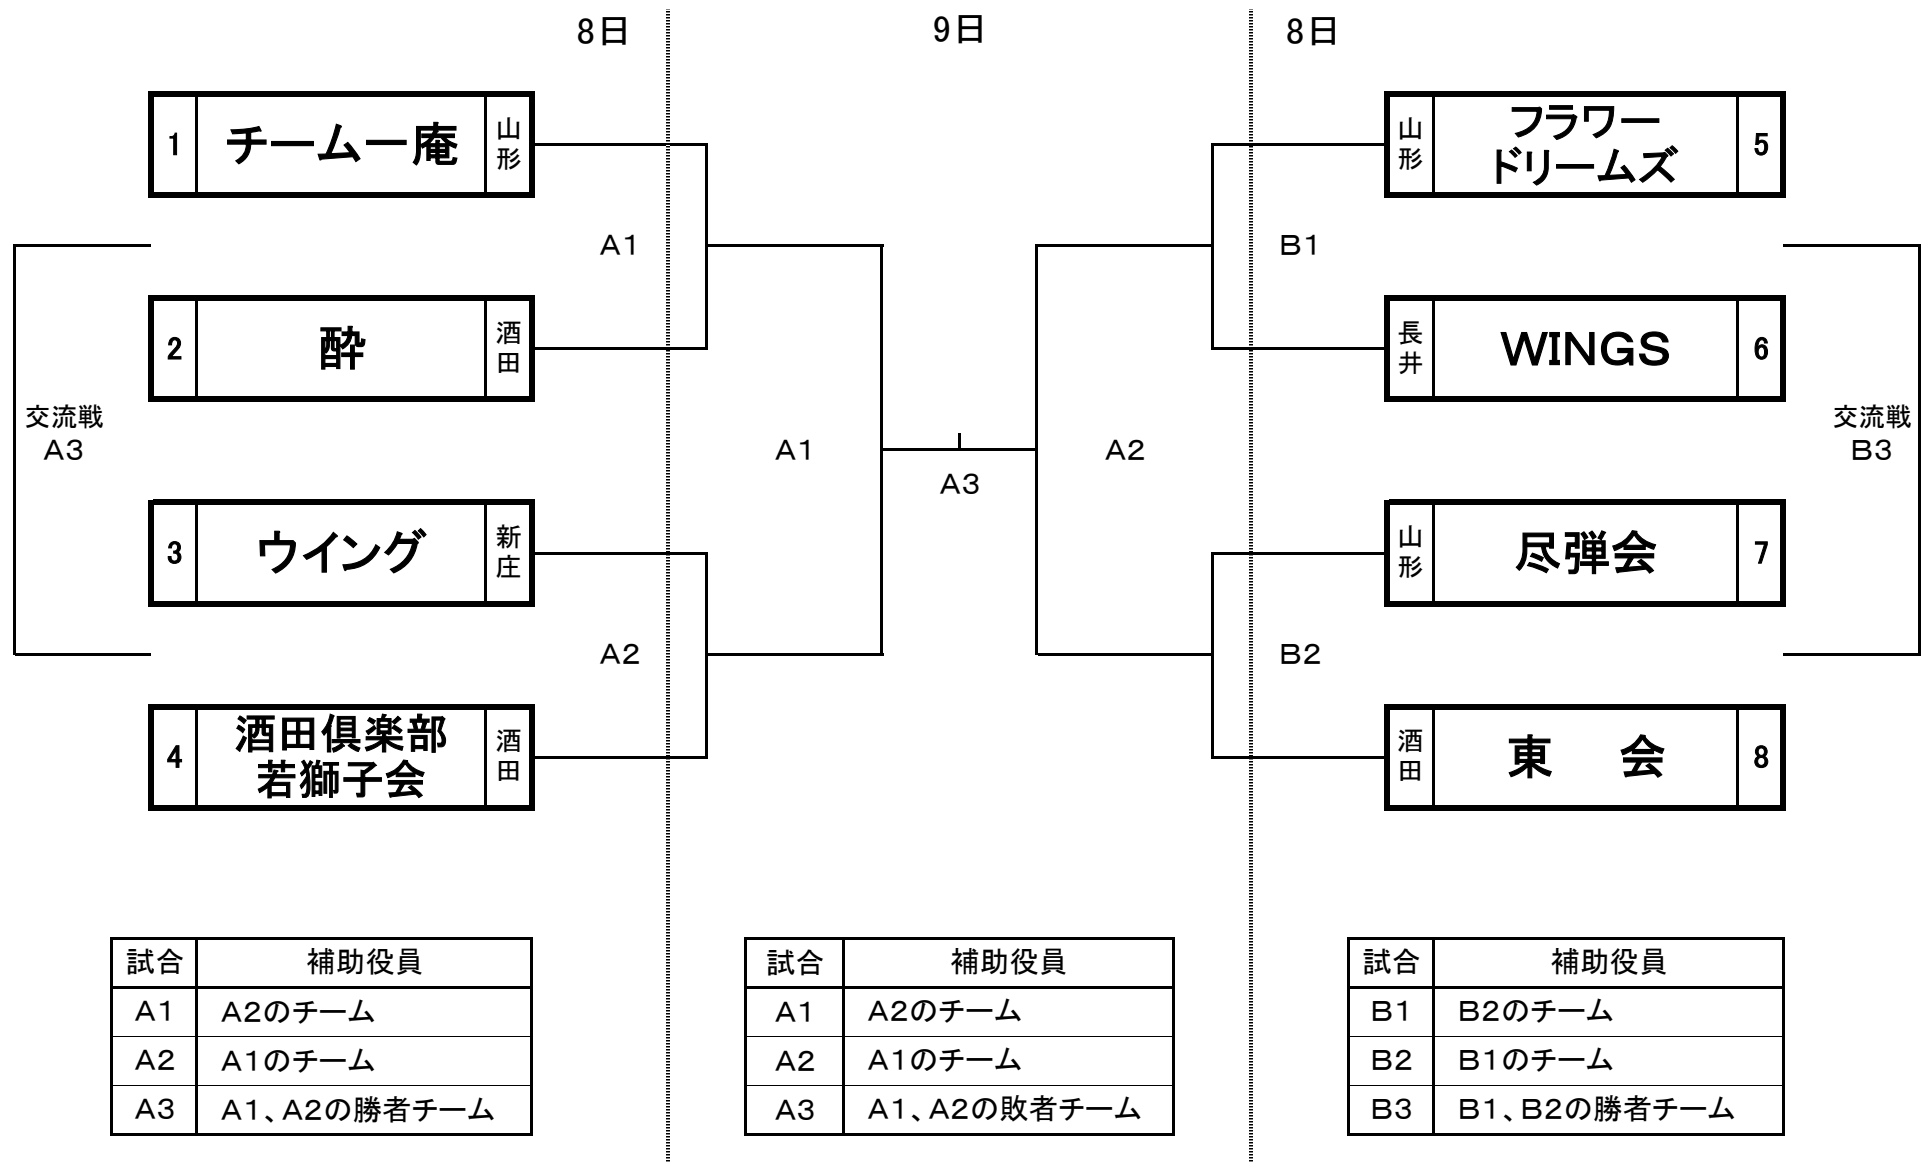 8日
9日
8日
1
チーム一庵
山形
A1
2
酔
酒田
交流戦
A3
3
ウイング
新庄
A2
4
酒田倶楽部
若獅子会
酒田
A1
A3
A2
山形
フラワー
ドリームズ
5
B1
長井
WINGS
6
交流戦
B3
山形
尽弾会
7
B2
酒田
東　会
8
試合 補助役員
A1 A2のチーム
A2 A1のチーム
A3 A1、A2の勝者チーム
試合 補助役員
A1 A2のチーム
A2 A1のチーム
A3 A1、A2の敗者チーム
試合 補助役員
B1 B2のチーム
B2 B1のチーム
B3 B1、B2の勝者チーム